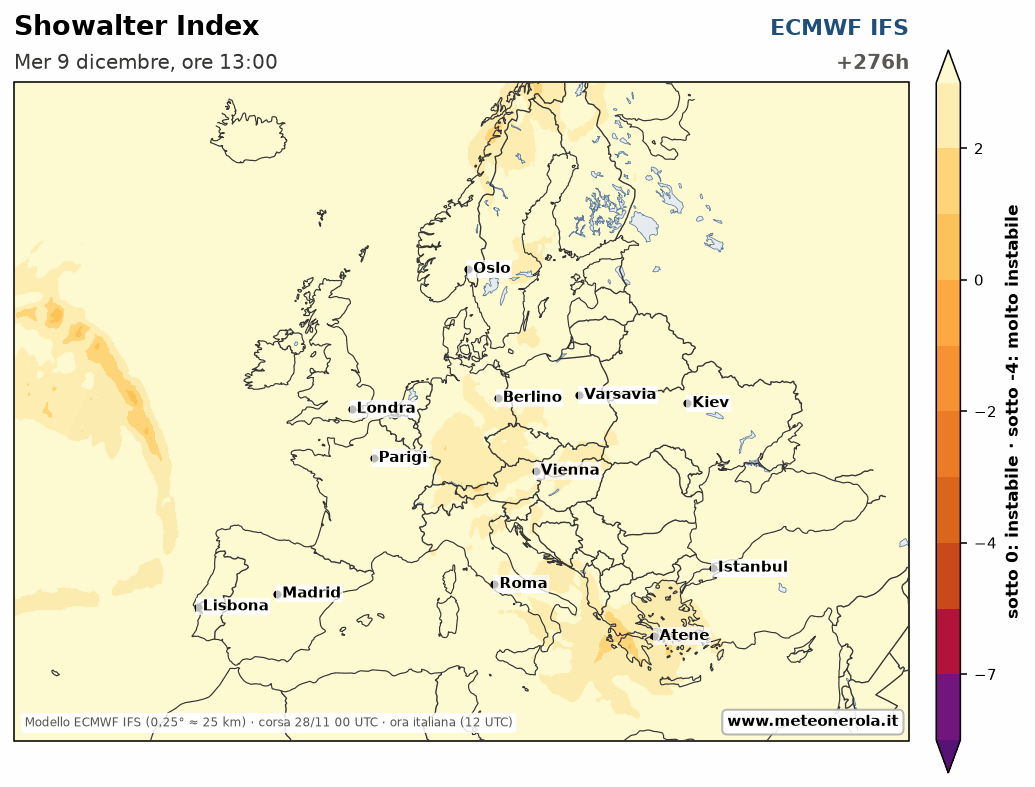 Showalter Index
ECMWF IFS
Mer 9 dicembre, ore 13:00
+276h
Oslo
Berlino
Varsavia
Londra
Kiev
Parigi
Vienna
Istanbul
Roma
Madrid
Lisbona
Atene
Modello ECMWF IFS (0,25° ≈ 25 km) · corsa 28/11 00 UTC · ora italiana (12 UTC)
www.meteonerola.it
2
0
−2
−4
−7
sotto 0: instabile · sotto -4: molto instabile